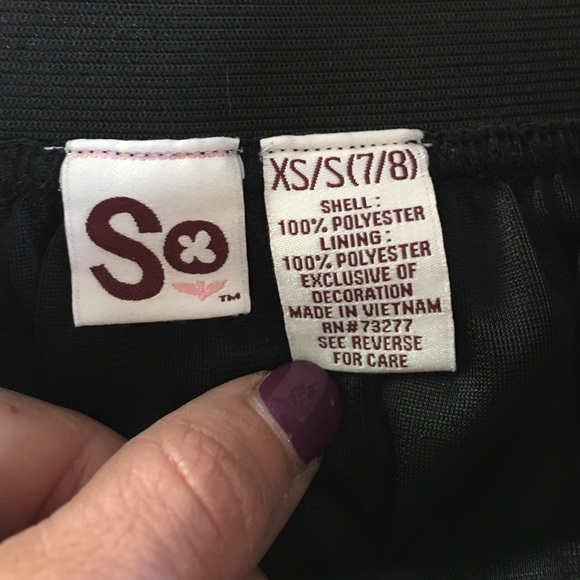 So
TM
XS/S(7/8)
SHELL:
100% POLYESTER
LINING:
100% POLYESTER
EXCLUSIVE OF
DECORATION
MADE IN VIETNAM
RN#73277
SEE REVERSE
FOR CARE